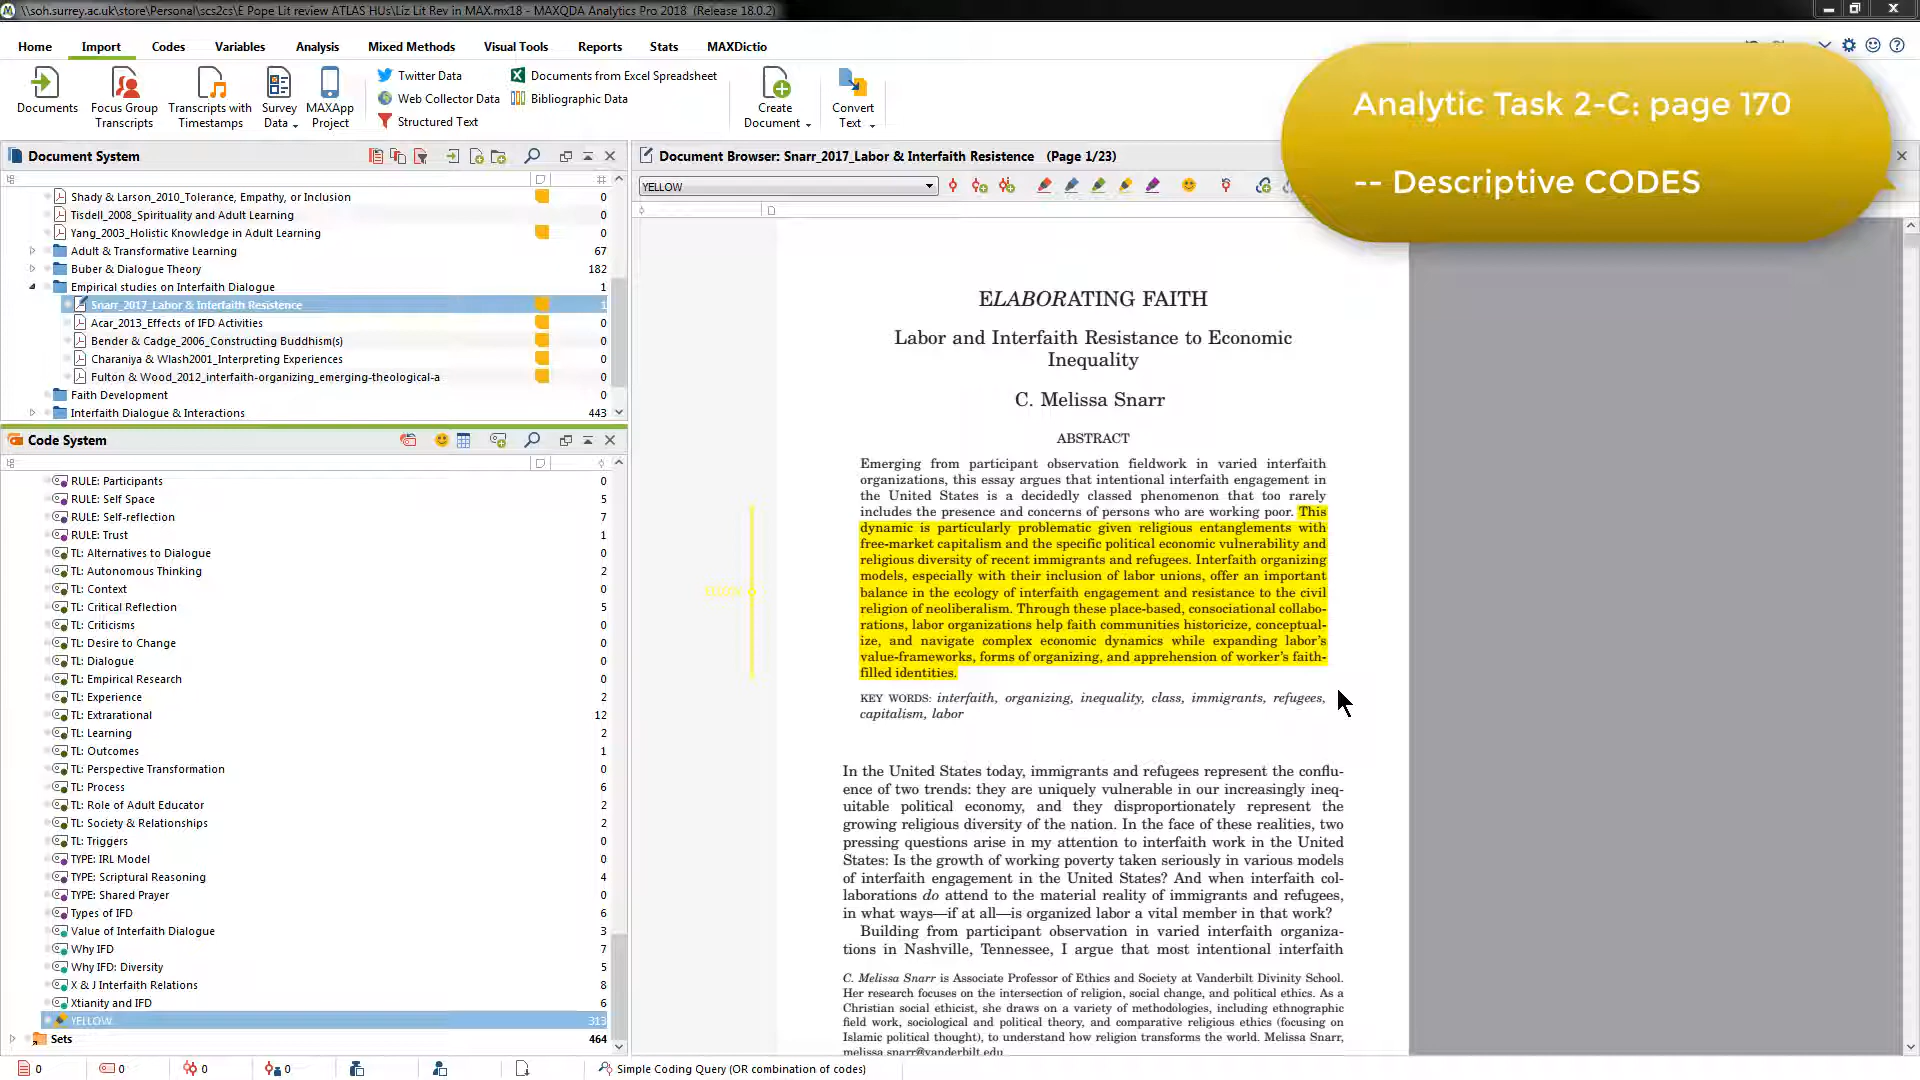 \\soh.surrey.ac.uk\store\Personal\scs2cs\E Pope Lit review ATLAS HUs\Liz Lit Rev in MAX.mx18 - MAXQDA Analytics Pro 2018 (Release 18.0.2)
Home Import Codes Variables Analysis Mixed Methods Visual Tools Reports Stats MAXDictio
Documents
Focus Group Transcripts
Transcripts with Timestamps
Survey Data
MAXApp Project
Twitter Data
Web Collector Data
Structured Text
Documents from Excel Spreadsheet
Bibliographic Data
Create Document
Convert Text
Analytic Task 2-C: page 170
-- Descriptive CODES
Document System
Shady & Larson_2010_Tolerance, Empathy, or Inclusion 0
Tisdell_2008_Spirituality and Adult Learning 0
Yang_2003_Holistic Knowledge in Adult Learning 0
Adult & Transformative Learning 67
Buber & Dialogue Theory 182
Empirical studies on Interfaith Dialogue 1
Snarr_2017_Labor & Interfaith Resistence 1
Acar_2013_Effects of IFD Activities 0
Bender & Cadge_2006_Constructing Buddhism(s) 0
Charaniya & Wlash2001_Interpreting Experiences 0
Fulton & Wood_2012_interfaith-organizing_emerging-theological-a 0
Faith Development 0
Interfaith Dialogue & Interactions 443
Code System
RULE: Participants 0
RULE: Self Space 5
RULE: Self-reflection 7
RULE: Trust 1
TL: Alternatives to Dialogue 0
TL: Autonomous Thinking 2
TL: Context 0
TL: Critical Reflection 5
TL: Criticisms 0
TL: Desire to Change 0
TL: Dialogue 0
TL: Empirical Research 0
TL: Experience 2
TL: Extrarational 12
TL: Learning 2
TL: Outcomes 1
TL: Perspective Transformation 0
TL: Process 6
TL: Role of Adult Educator 2
TL: Society & Relationships 2
TL: Triggers 0
TYPE: IRL Model 0
TYPE: Scriptural Reasoning 4
TYPE: Shared Prayer 0
Types of IFD 6
Value of Interfaith Dialogue 3
Why IFD 7
Why IFD: Diversity 5
X & J Interfaith Relations 8
Xtianity and IFD 6
YELLOW 313
Sets 464
Document Browser: Snarr_2017_Labor & Interfaith Resistence (Page 1/23)
YELLOW
YELLOW
ELABORATING FAITH
Labor and Interfaith Resistance to Economic
Inequality
C. Melissa Snarr
ABSTRACT
Emerging from participant observation fieldwork in varied interfaith
organizations, this essay argues that intentional interfaith engagement in
the United States is a decidedly classed phenomenon that too rarely
includes the presence and concerns of persons who are working poor. This
dynamic is particularly problematic given religious entanglements with
free-market capitalism and the specific political economic vulnerability and
religious diversity of recent immigrants and refugees. Interfaith organizing
models, especially with their inclusion of labor unions, offer an important
balance in the ecology of interfaith engagement and resistance to the civil
religion of neoliberalism. Through these place-based, consociational collabo-
rations, labor organizations help faith communities historicize, conceptual-
ize, and navigate complex economic dynamics while expanding labor's
value-frameworks, forms of organizing, and apprehension of worker's faith-
filled identities.
KEY WORDS: interfaith, organizing, inequality, class, immigrants, refugees,
capitalism, labor
In the United States today, immigrants and refugees represent the conflu-
ence of two trends: they are uniquely vulnerable in our increasingly ineq-
uitable political economy, and they disproportionately represent the
growing religious diversity of the nation. In the face of these realities, two
pressing questions arise in my attention to interfaith work in the United
States: Is the growth of working poverty taken seriously in various models
of interfaith engagement in the United States? And when interfaith col-
laborations do attend to the material reality of immigrants and refugees,
in what ways—if at all—is organized labor a vital member in that work?
Building from participant observation in varied interfaith organiza-
tions in Nashville, Tennessee, I argue that most intentional interfaith
C. Melissa Snarr is Associate Professor of Ethics and Society at Vanderbilt Divinity School.
Her research focuses on the intersection of religion, social change, and political ethics. As a
Christian social ethicist, she draws on a variety of methodologies, including ethnographic
field work, sociological and political theory, and comparative religious ethics (focusing on
Islamic political thought), to understand how religion transforms the world. Melissa Snarr,
melissa.snarr@vanderbilt.edu
0 0 0 0 Simple Coding Query (OR combination of codes)